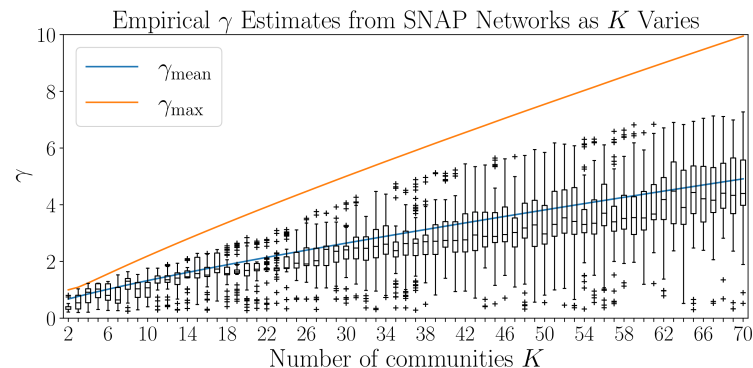 Empirical γ Estimates from SNAP Networks as K Varies
10
8
6
4
2
0
γ
γmean
γmax
2 6 10 14 18 22 26 30 34 38 42 46 50 54 58 62 66 70
Number of communities K